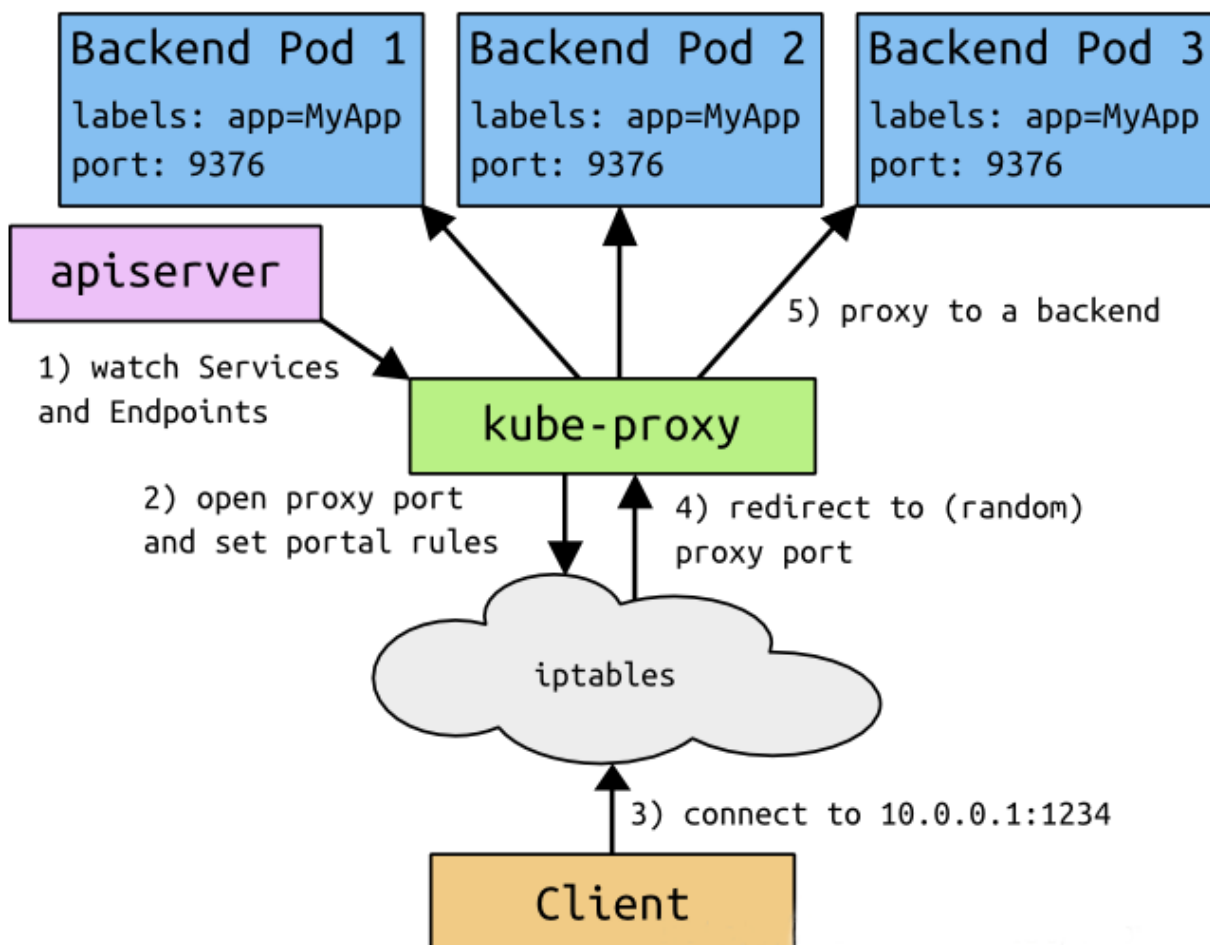 Backend Pod 1
labels: app=MyApp
port: 9376
Backend Pod 2
labels: app=MyApp
port: 9376
Backend Pod 3
labels: app=MyApp
port: 9376
apiserver
1) watch Services
and Endpoints
5) proxy to a backend
kube-proxy
2) open proxy port
and set portal rules
4) redirect to (random)
proxy port
iptables
3) connect to 10.0.0.1:1234
Client